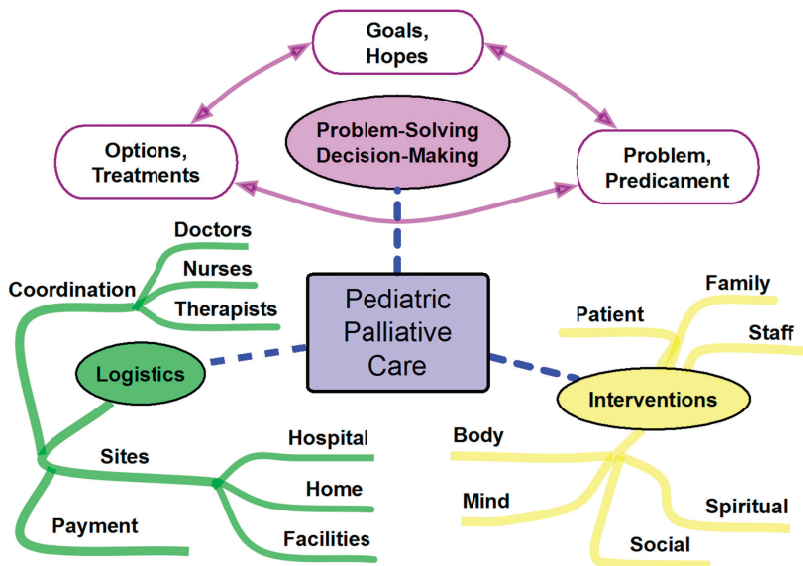 Goals,
Hopes
Problem-Solving
Decision-Making
Options,
Treatments
Problem,
Predicament
Doctors
Nurses
Therapists
Coordination
Pediatric
Palliative
Care
Family
Patient
Staff
Logistics
Interventions
Hospital
Sites
Home
Payment
Facilities
Body
Mind
Spiritual
Social